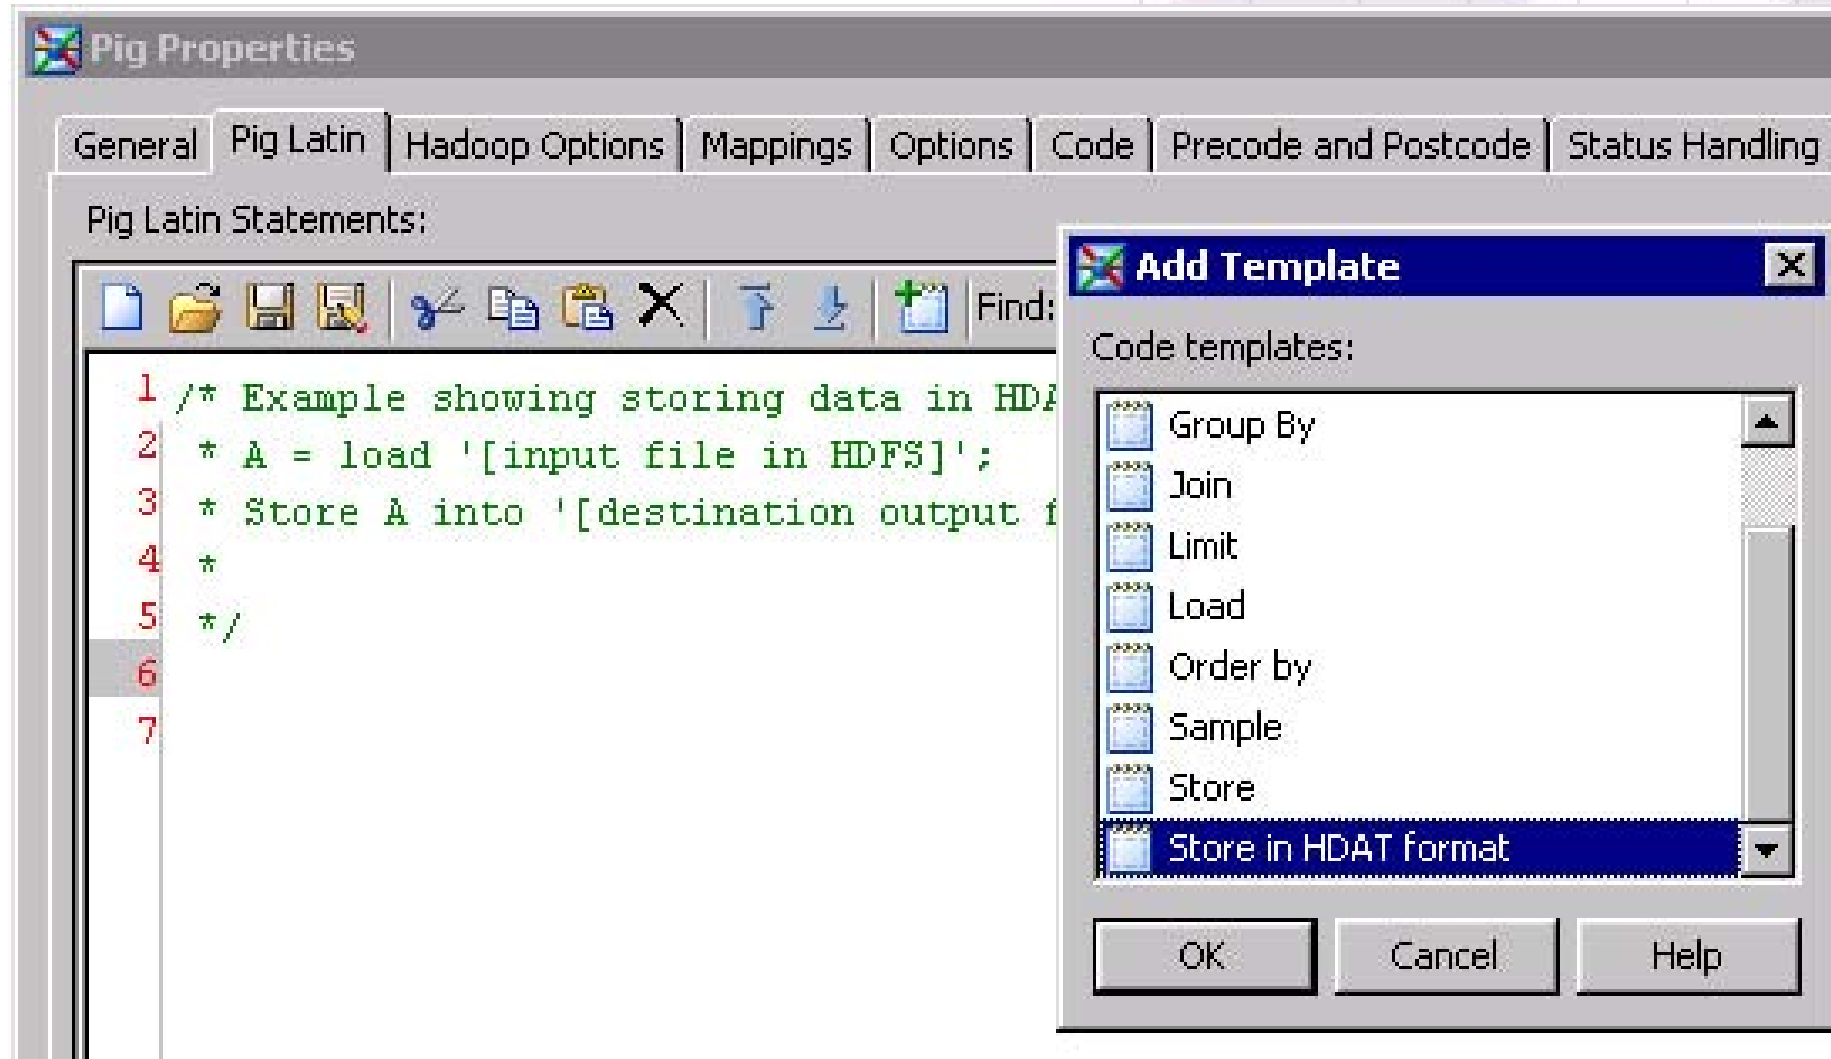 Pig Properties
General Pig Latin Hadoop Options Mappings Options Code Precode and Postcode Status Handling
Pig Latin Statements:
Find:
1 /* Example showing storing data in HDA
2 * A = load '[input file in HDFS]';
3 * Store A into '[destination output f
4 *
5 */
6
7
Add Template
Code templates:
Group By
Join
Limit
Load
Order by
Sample
Store
Store in HDAT format
OK Cancel Help